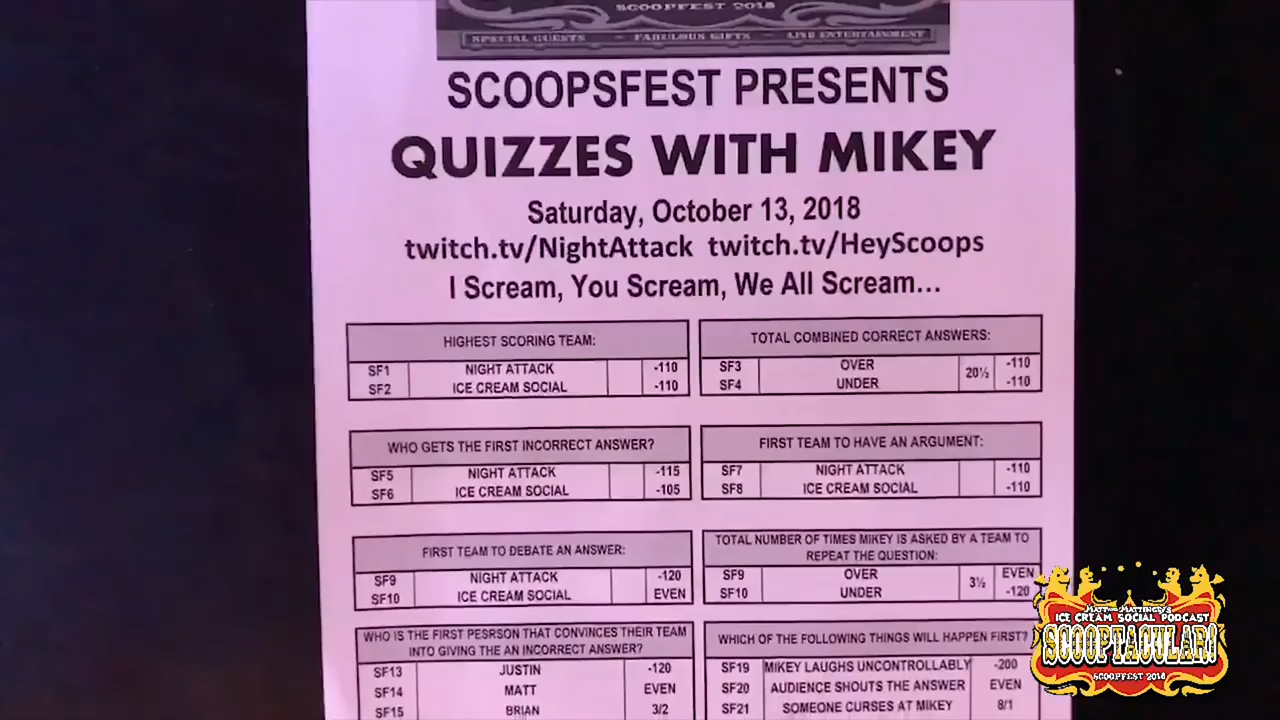 SCOOPFEST 2018
SPECIAL GUESTS – FABULOUS GIFTS – LIVE ENTERTAINMENT
SCOOPSFEST PRESENTS
QUIZZES WITH MIKEY
Saturday, October 13, 2018
twitch.tv/NightAttack twitch.tv/HeyScoops
I Scream, You Scream, We All Scream...
HIGHEST SCORING TEAM:
SF1 NIGHT ATTACK -110
SF2 ICE CREAM SOCIAL -110
TOTAL COMBINED CORRECT ANSWERS:
SF3 OVER 20½ -110
SF4 UNDER -110
WHO GETS THE FIRST INCORRECT ANSWER?
SF5 NIGHT ATTACK -115
SF6 ICE CREAM SOCIAL -105
FIRST TEAM TO HAVE AN ARGUMENT:
SF7 NIGHT ATTACK -110
SF8 ICE CREAM SOCIAL -110
FIRST TEAM TO DEBATE AN ANSWER:
SF9 NIGHT ATTACK -120
SF10 ICE CREAM SOCIAL EVEN
TOTAL NUMBER OF TIMES MIKEY IS ASKED BY A TEAM TO
REPEAT THE QUESTION:
SF9 OVER 3½ EVEN
SF10 UNDER -120
WHO IS THE FIRST PESRSON THAT CONVINCES THEIR TEAM
INTO GIVING THE AN INCORRECT ANSWER?
SF13 JUSTIN -120
SF14 MATT EVEN
SF15 BRIAN 3/2
WHICH OF THE FOLLOWING THINGS WILL HAPPEN FIRST?
SF19 MIKEY LAUGHS UNCONTROLLABLY -200
SF20 AUDIENCE SHOUTS THE ANSWER EVEN
SF21 SOMEONE CURSES AT MIKEY 8/1
MATT AND MATTINGLY'S
ICE CREAM SOCIAL PODCAST
SCOOPTACULAR!
SCOOPFEST 2018